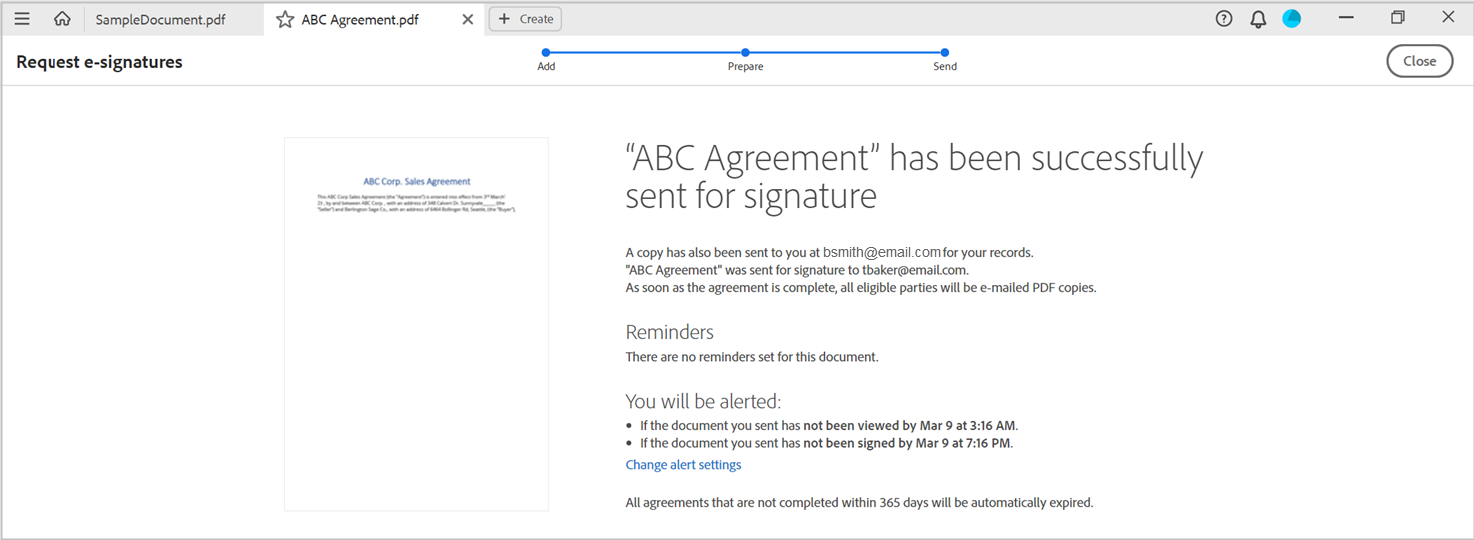 SampleDocument.pdf
ABC Agreement.pdf
Create
Request e-signatures
Add
Prepare
Send
Close
ABC Corp. Sales Agreement
This ABC Corp Sales Agreement (the "Agreement") is entered into effect from 3rd March'
21 , by and between ABC Corp , with an address of 348 Calvert Dr. Sunnyvale_____ (the
"Seller") and Berlington Sage Co., with an address of 6464 Bollinger Rd, Seattle, (the "Buyer"),
“ABC Agreement” has been successfully
sent for signature
A copy has also been sent to you at bsmith@email.com for your records.
"ABC Agreement" was sent for signature to tbaker@email.com.
As soon as the agreement is complete, all eligible parties will be e-mailed PDF copies.
Reminders
There are no reminders set for this document.
You will be alerted:
• If the document you sent has not been viewed by Mar 9 at 3:16 AM.
• If the document you sent has not been signed by Mar 9 at 7:16 PM.
Change alert settings
All agreements that are not completed within 365 days will be automatically expired.